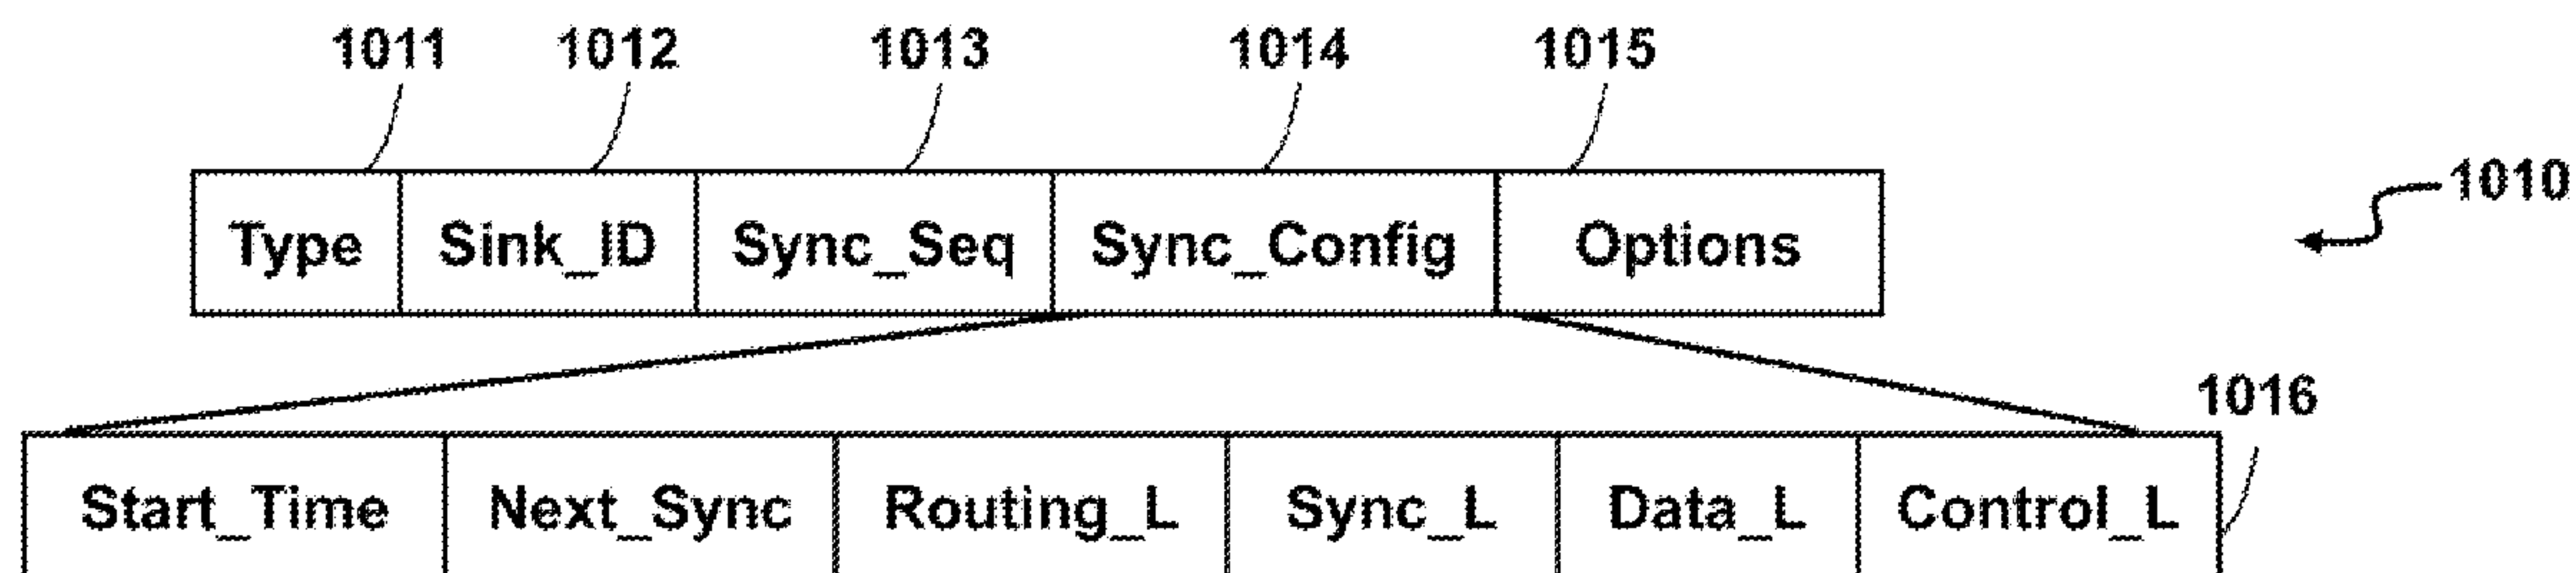 1011 1012 1013 1014 1015
Type Sink_ID Sync_Seq Sync_Config Options 1010
1016
Start_Time Next_Sync Routing_L Sync_L Data_L Control_L